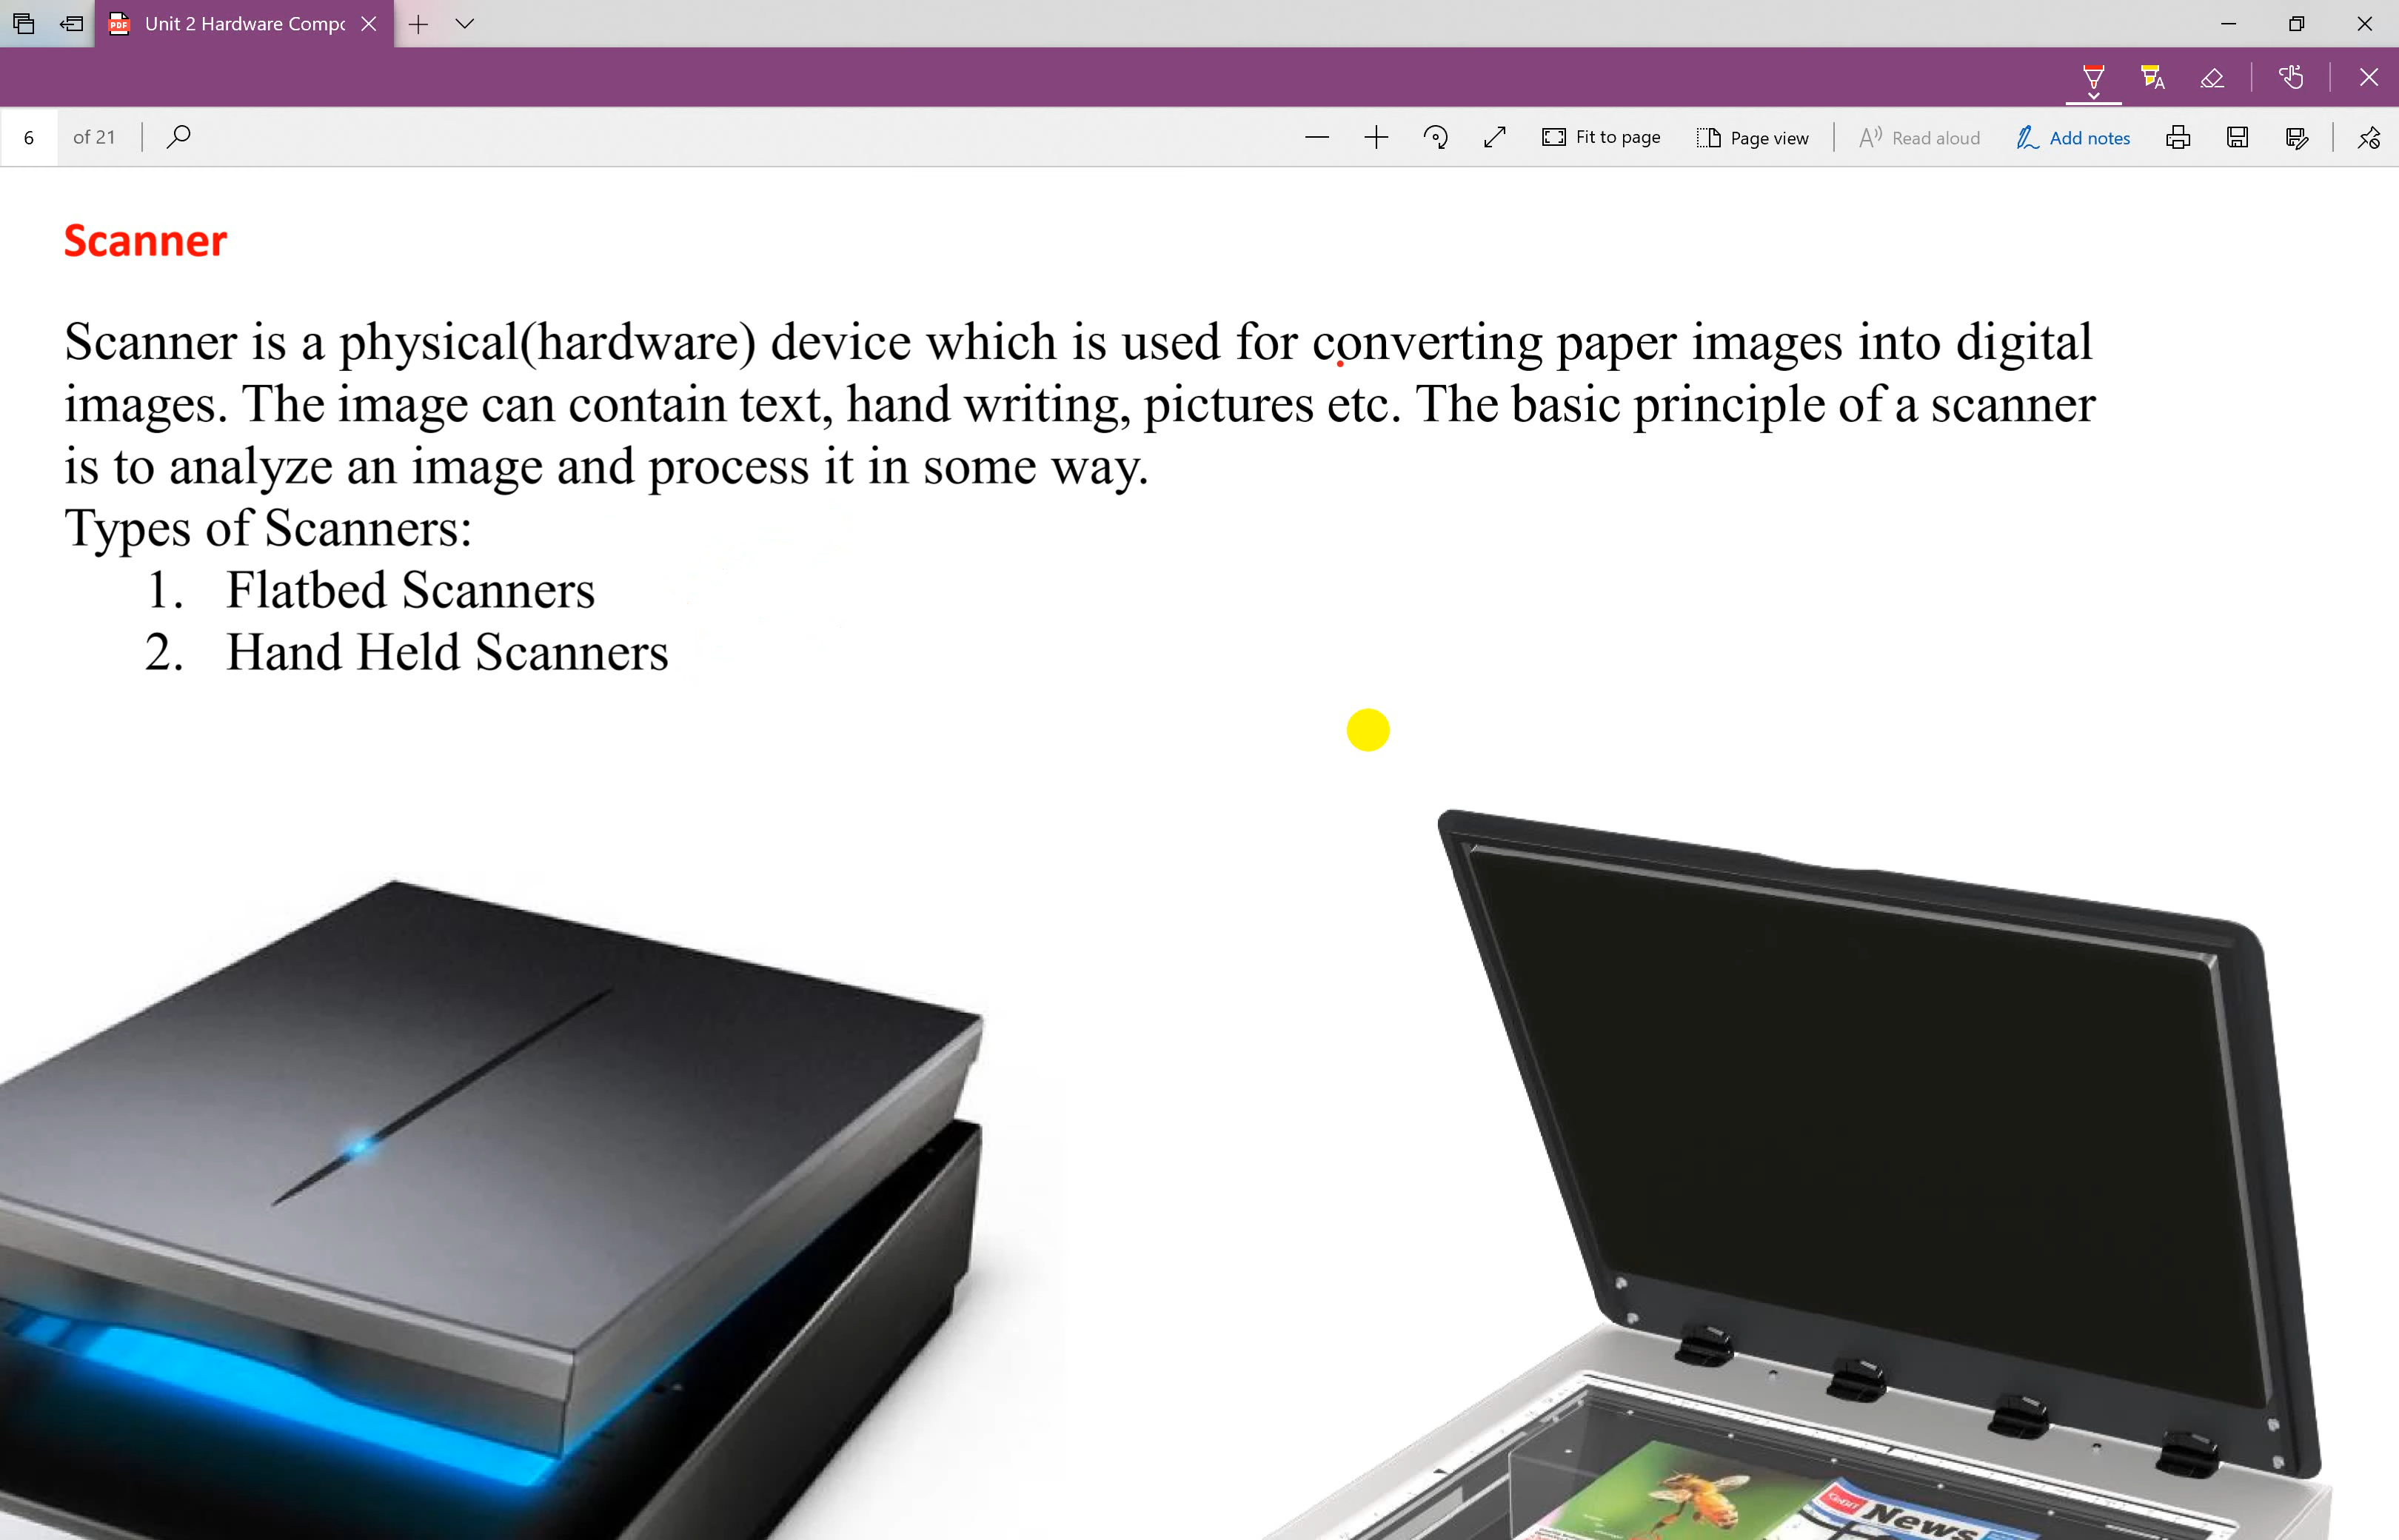 Unit 2 Hardware Comp
6 of 21
Fit to page
Page view
Read aloud
Add notes
Scanner
Scanner is a physical(hardware) device which is used for converting paper images into digital
images. The image can contain text, hand writing, pictures etc. The basic principle of a scanner
is to analyze an image and process it in some way.
Types of Scanners:
1. Flatbed Scanners
2. Hand Held Scanners
News